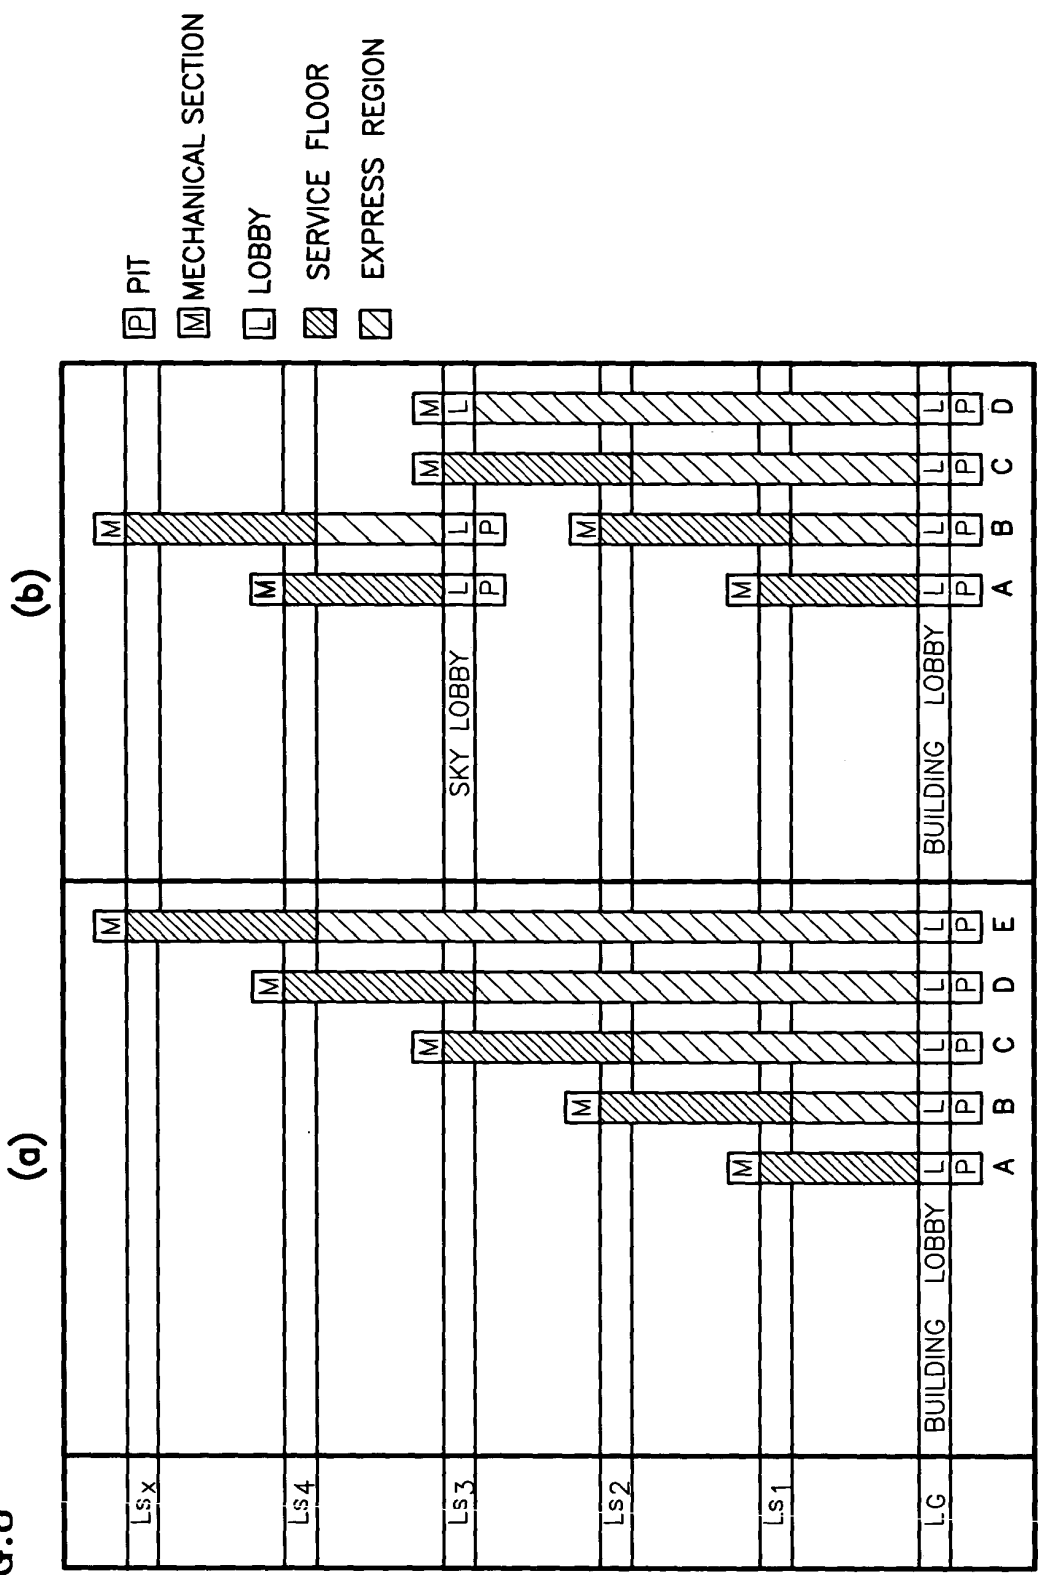 (a) (b)
M M
Lsx
P PIT
M MECHANICAL SECTION
M M
L LOBBY
Ls4
SERVICE FLOOR
EXPRESS REGION
M M M
Ls3 SKY LOBBY L L L
P P
M M
Ls2
M M
Ls1
LG BUILDING LOBBY L L L L L BUILDING LOBBY L L L L
P P P P P P P P P
A B C D E A B C D